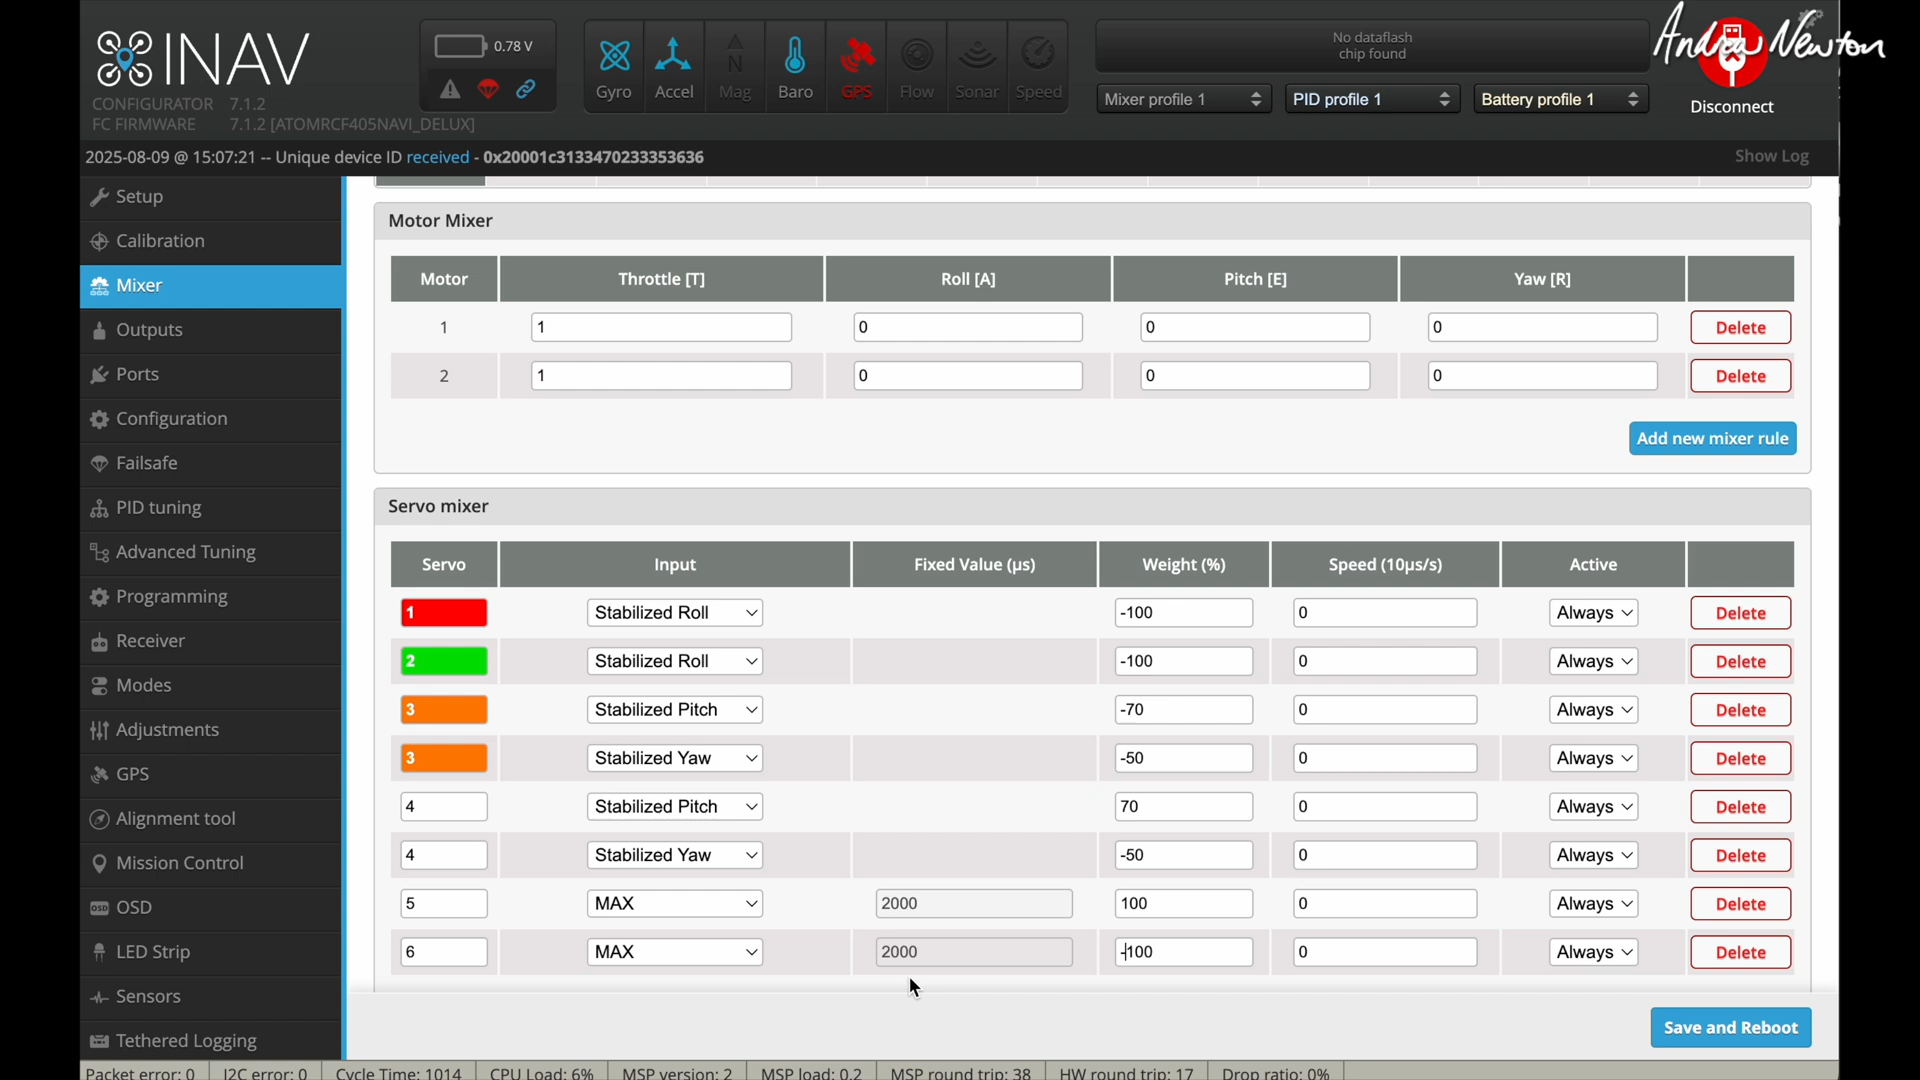 INAV
CONFIGURATOR 7.1.2
FC FIRMWARE 7.1.2 [ATOMRCF405NAVI_DELUX]
0.78 V
Gyro
Accel
Mag
Baro
GPS
Flow
Sonar
Speed
No dataflash
chip found
Mixer profile 1
PID profile 1
Battery profile 1
Andrew Newton
Disconnect
2025-08-09 @ 15:07:21 -- Unique device ID received - 0x20001c3133470233353636
Show Log
Setup
Calibration
Mixer
Outputs
Ports
Configuration
Failsafe
PID tuning
Advanced Tuning
Programming
Receiver
Modes
Adjustments
GPS
Alignment tool
Mission Control
OSD
LED Strip
Sensors
Tethered Logging
Motor Mixer
Motor Throttle [T] Roll [A] Pitch [E] Yaw [R]
1 1 0 0 0 Delete
2 1 0 0 0 Delete
Add new mixer rule
Servo mixer
Servo Input Fixed Value (µs) Weight (%) Speed (10µs/s) Active
1 Stabilized Roll -100 0 Always Delete
2 Stabilized Roll -100 0 Always Delete
3 Stabilized Pitch -70 0 Always Delete
3 Stabilized Yaw -50 0 Always Delete
4 Stabilized Pitch 70 0 Always Delete
4 Stabilized Yaw -50 0 Always Delete
5 MAX 2000 100 0 Always Delete
6 MAX 2000 -100 0 Always Delete
Save and Reboot
Packet error: 0 I2C error: 0 Cycle Time: 1014 CPU Load: 6% MSP version: 2 MSP load: 0.2 MSP round trip: 38 HW round trip: 17 Drop ratio: 0%